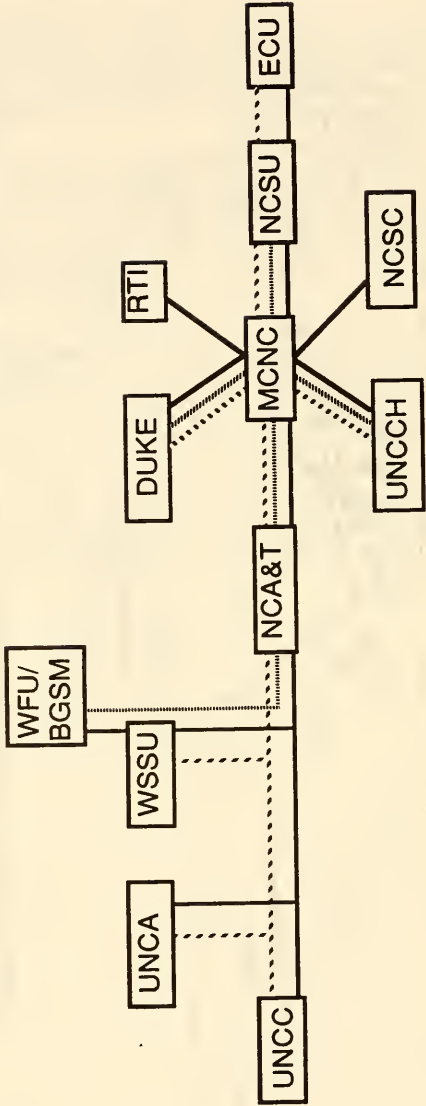 WFU/
BGSM
UNCA
WSSU
DUKE
RTI
UNCC
NCA&T
MCNC
NCSU
ECU
UNCCH
NCSC